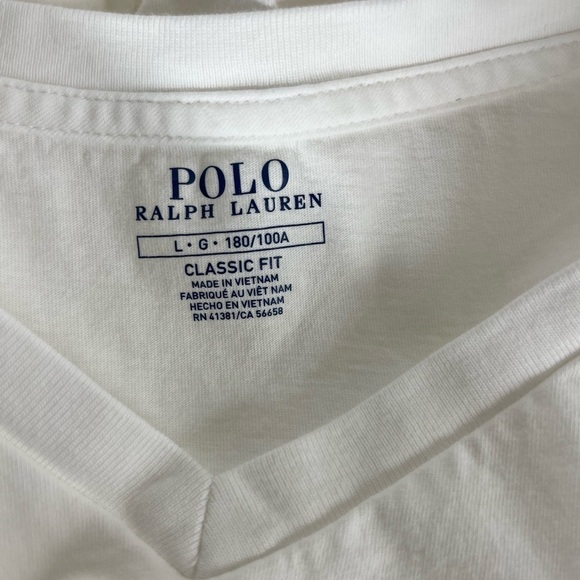 POLO
RALPH LAUREN
L • G • 180/100A
CLASSIC FIT
MADE IN VIETNAM
FABRIQUÉ AU VIÊT NAM
HECHO EN VIETNAM
RN 41381/CA 56658